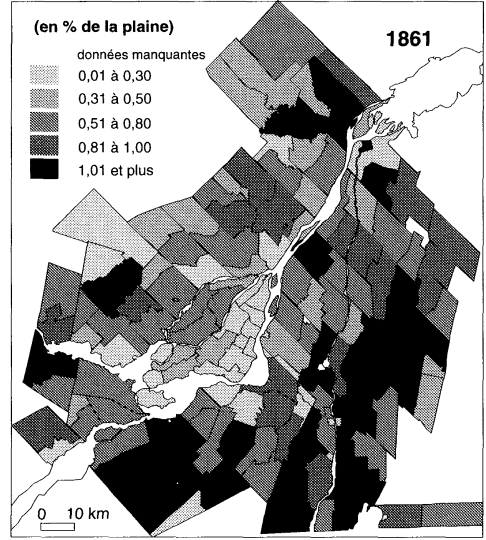 (en % de la plaine)
1861
données manquantes
0,01 à 0,30
0,31 à 0,50
0,51 à 0,80
0,81 à 1,00
1,01 et plus
0 10 km